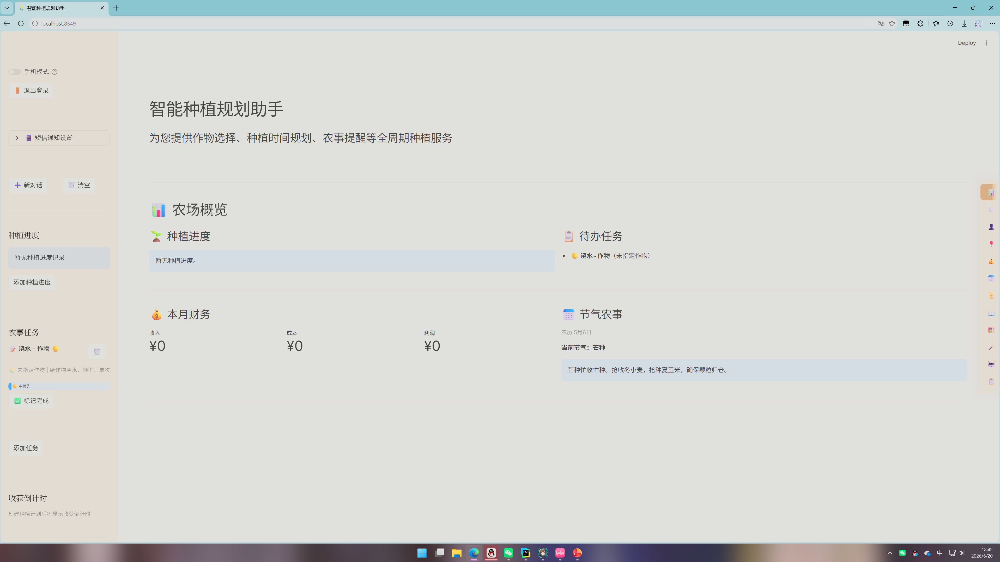 智能种植规划助手
localhost:8549
Deploy
手机模式
退出登录
短信通知设置
新对话
清空
种植进度
暂无种植进度记录
添加种植进度
农事任务
浇水 - 作物
未指定作物 | 给作物浇水，频率：单次
中优先
标记完成
添加任务
收获倒计时
创建种植计划后将显示收获倒计时
智能种植规划助手
为您提供作物选择、种植时间规划、农事提醒等全周期种植服务
农场概览
种植进度
暂无种植进度。
待办任务
浇水 - 作物（未指定作物）
本月财务
收入
¥0
成本
¥0
利润
¥0
节气农事
农历 5月6日
当前节气：芒种
芒种忙收忙种。抢收冬小麦，抢种夏玉米，确保颗粒归仓。
中
18:42
2026/6/20